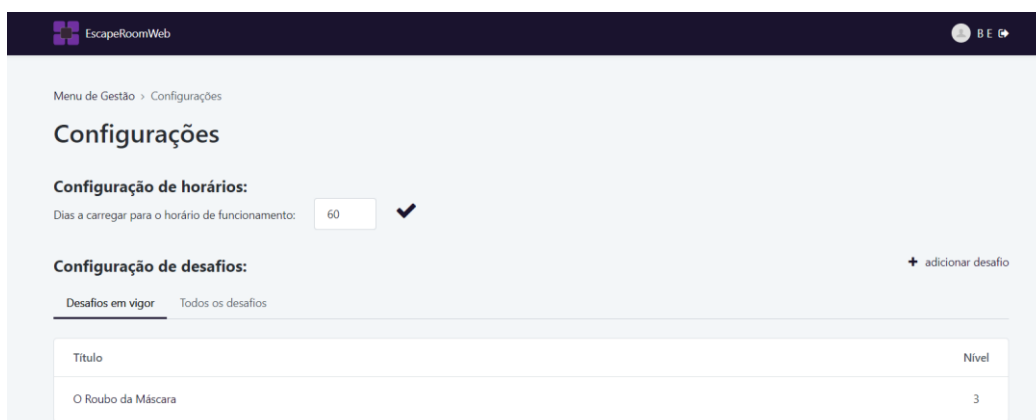 EscapeRoomWeb B E
Menu de Gestão > Configurações
Configurações
Configuração de horários:
Dias a carregar para o horário de funcionamento: 60
Configuração de desafios: + adicionar desafio
Desafios em vigor Todos os desafios
Título Nível
O Roubo da Máscara 3